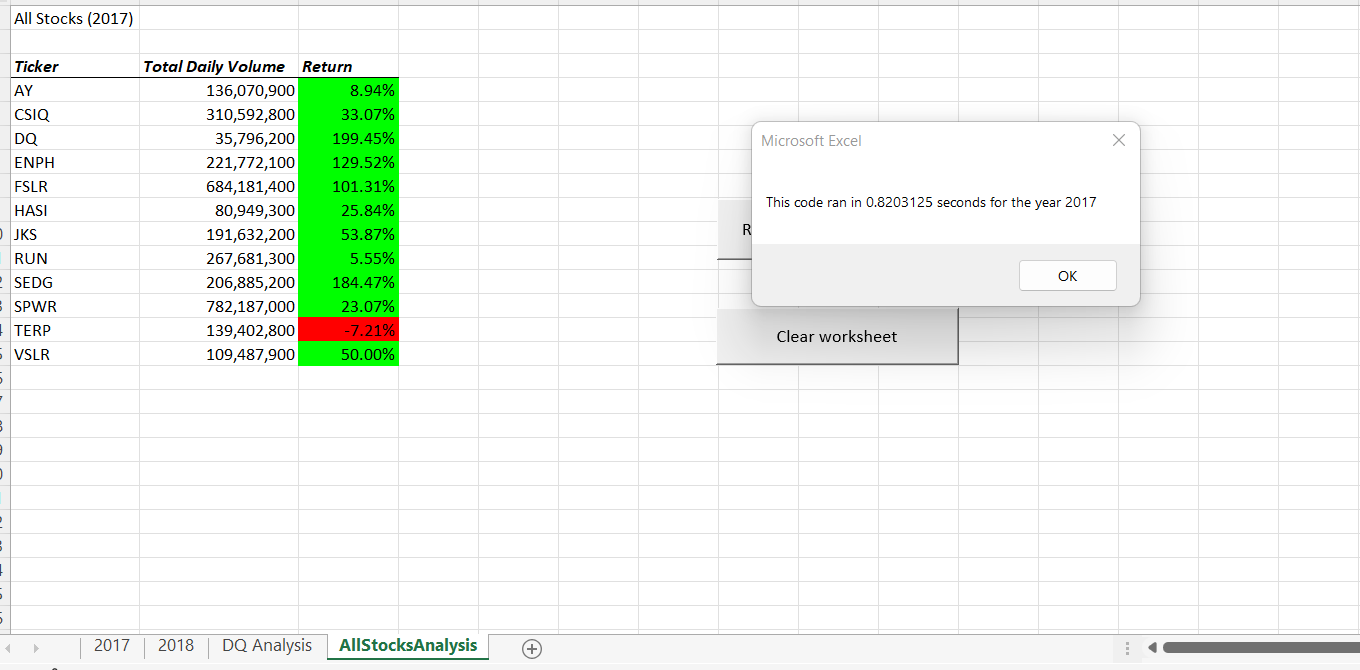 All Stocks (2017)
Ticker Total Daily Volume Return
AY 136,070,900 8.94%
CSIQ 310,592,800 33.07%
DQ 35,796,200 199.45%
ENPH 221,772,100 129.52%
FSLR 684,181,400 101.31%
HASI 80,949,300 25.84%
JKS 191,632,200 53.87%
RUN 267,681,300 5.55%
SEDG 206,885,200 184.47%
SPWR 782,187,000 23.07%
TERP 139,402,800 -7.21%
VSLR 109,487,900 50.00%
Microsoft Excel
This code ran in 0.8203125 seconds for the year 2017
OK
R
Clear worksheet
2017 2018 DQ Analysis AllStocksAnalysis